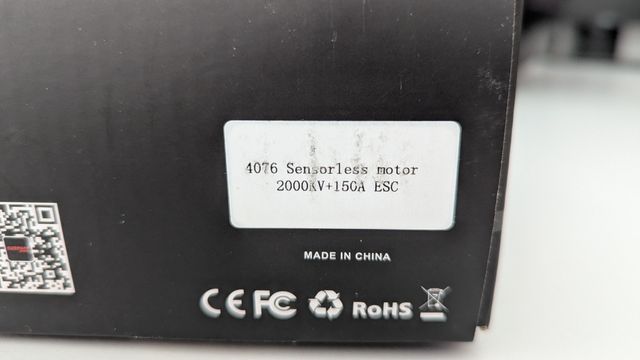 4076 Sensorless motor
2000KV+150A ESC
MADE IN CHINA
CE FC RoHS